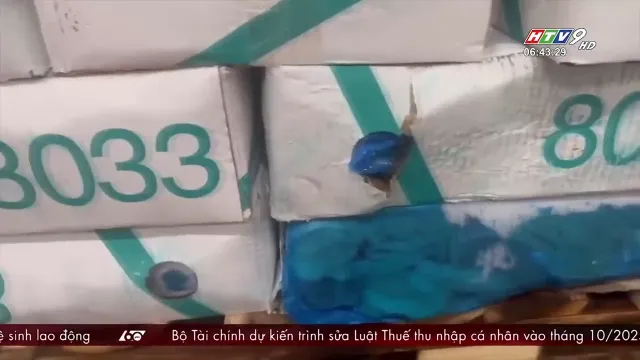 HTV9 HD
06:43:29
8033
80
ệ sinh lao động 60 Bộ Tài chính dự kiến trình sửa Luật Thuế thu nhập cá nhân vào tháng 10/202